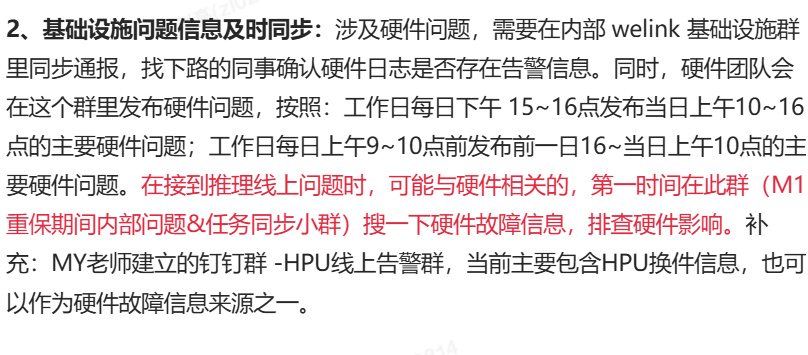 2、基础设施问题信息及时同步：涉及硬件问题，需要在内部 welink 基础设施群
里同步通报，找下路的同事确认硬件日志是否存在告警信息。同时，硬件团队会
在这个群里发布硬件问题，按照：工作日每日下午 15~16点发布当日上午10~16
点的主要硬件问题；工作日每日上午9~10点前发布前一日16~当日上午10点的主
要硬件问题。在接到推理线上问题时，可能与硬件相关的，第一时间在此群（M1
重保期间内部问题&任务同步小群）搜一下硬件故障信息，排查硬件影响。补
充：MY老师建立的钉钉群 -HPU线上告警群，当前主要包含HPU换件信息，也可
以作为硬件故障信息来源之一。